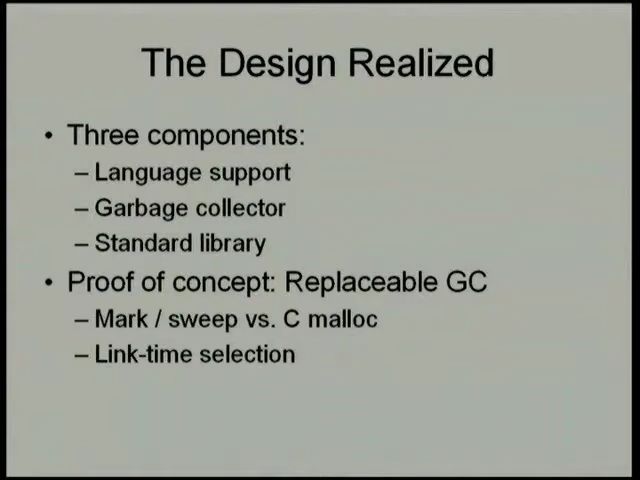 The Design Realized
• Three components:
– Language support
– Garbage collector
– Standard library
• Proof of concept: Replaceable GC
– Mark / sweep vs. C malloc
– Link-time selection